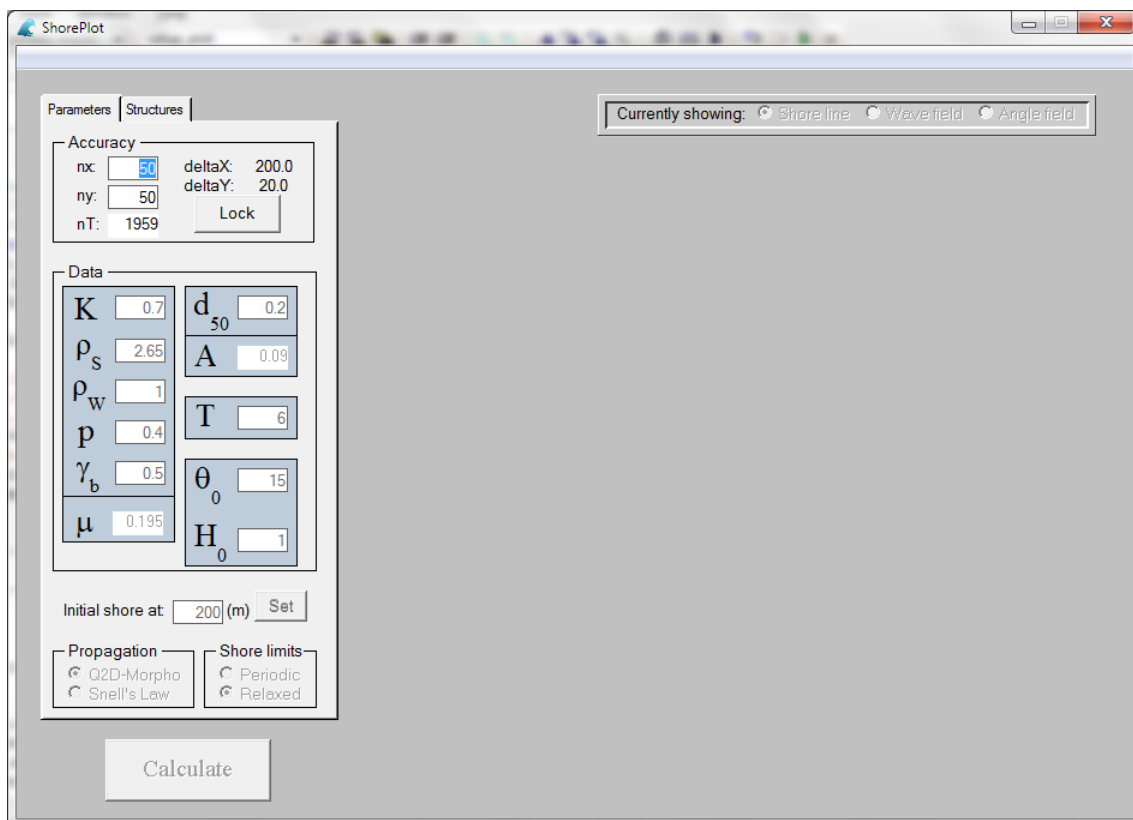 ShorePlot
Parameters Structures
Currently showing: Shore line Wave field Angle field
Accuracy
nx: 50 deltaX: 200.0
ny: 50 deltaY: 20.0
nT: 1959 Lock
Data
K 0.7 d50 0.2
ρS 2.65 A 0.09
ρW 1
p 0.4 T 6
γb 0.5 θ0 15
μ 0.195 H0 1
Initial shore at: 200 (m) Set
Propagation Shore limits
Q2D-Morpho Periodic
Snell's Law Relaxed
Calculate